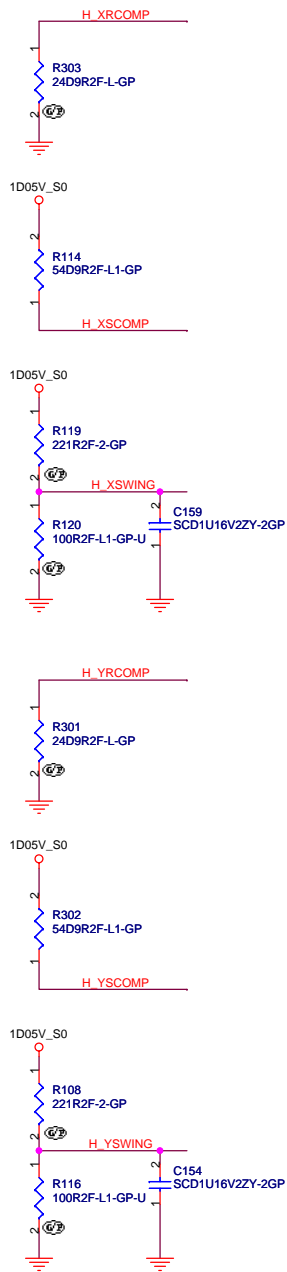 H_XRCOMP
1
R303
24D9R2F-L-GP
2
G/P
1D05V_S0
2
R114
54D9R2F-L1-GP
1
H_XSCOMP
1D05V_S0
1
R119
221R2F-2-GP
2
G/P
H_XSWING
1
R120
100R2F-L1-GP-U
2
G/P
2
C159
SCD1U16V2ZY-2GP
1
H_YRCOMP
1
R301
24D9R2F-L-GP
2
G/P
1D05V_S0
2
R302
54D9R2F-L1-GP
1
H_YSCOMP
1D05V_S0
1
R108
221R2F-2-GP
2
G/P
H_YSWING
1
R116
100R2F-L1-GP-U
2
G/P
2
C154
SCD1U16V2ZY-2GP
1